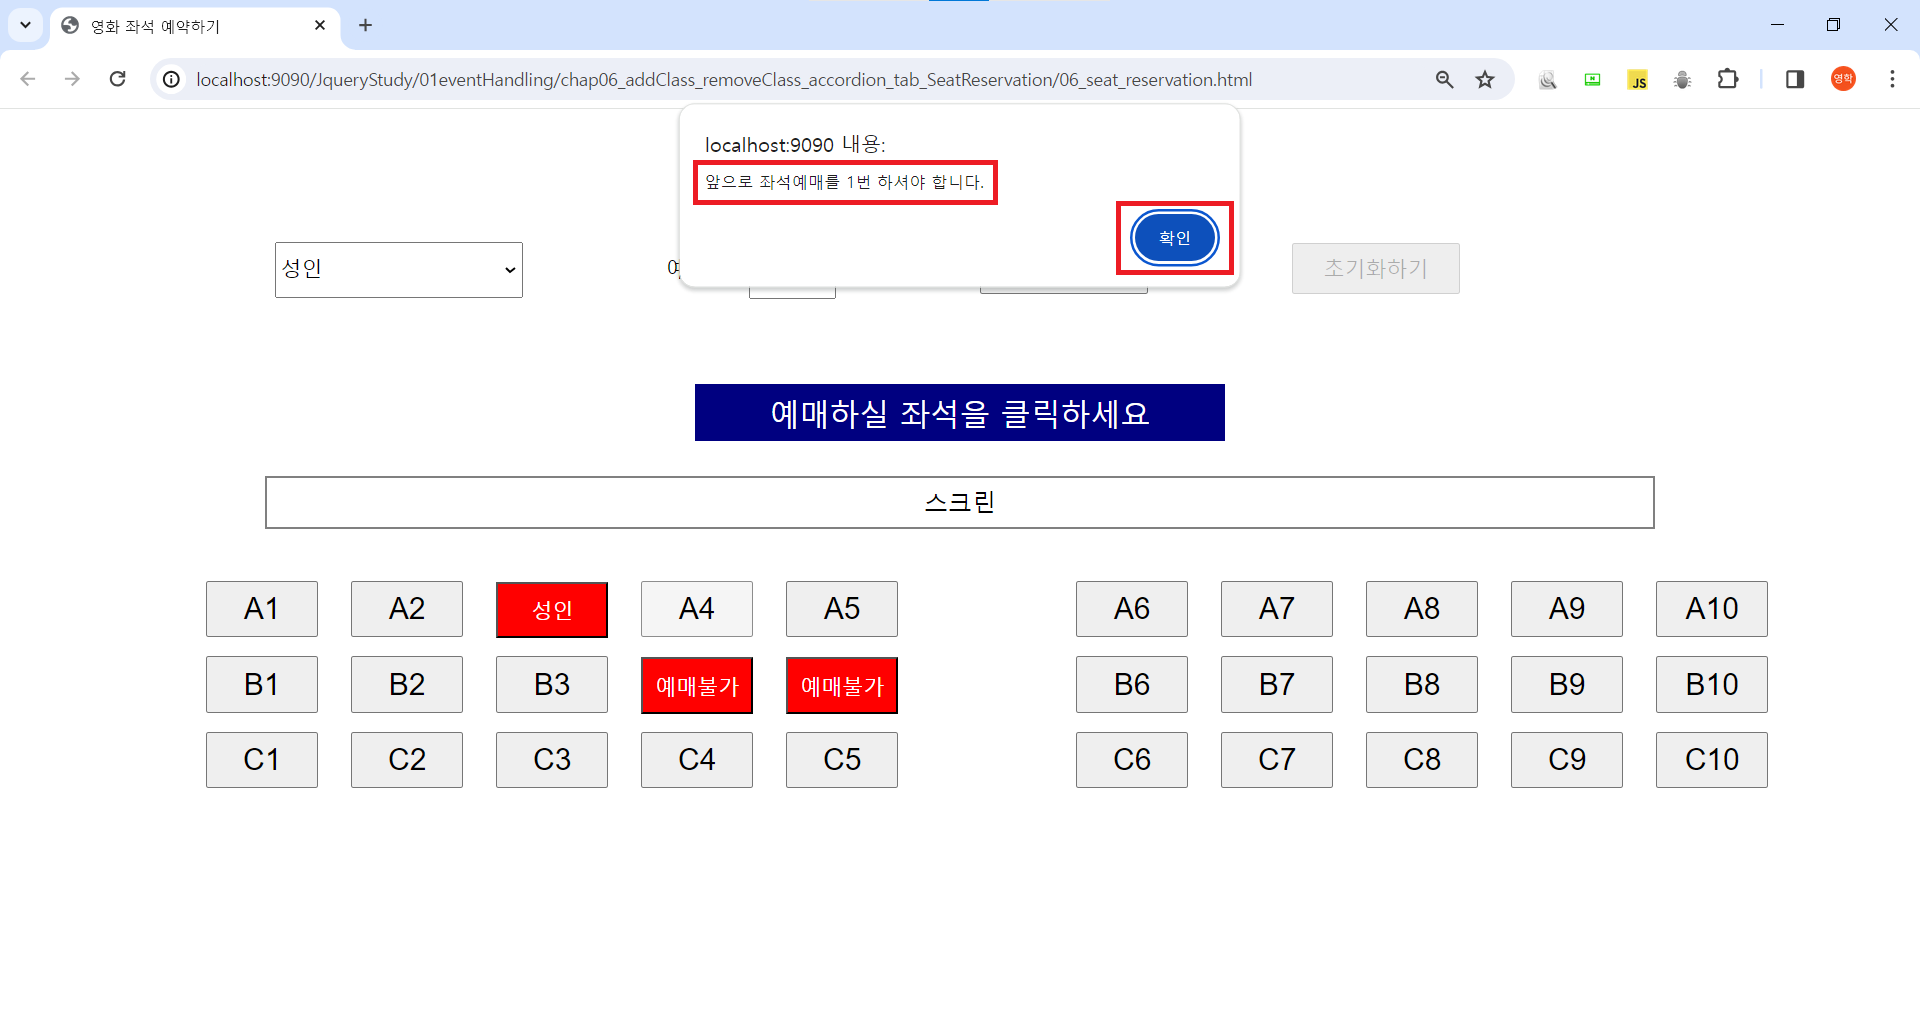 영화 좌석 예약하기
localhost:9090/JqueryStudy/01eventHandling/chap06_addClass_removeClass_accordion_tab_SeatReservation/06_seat_reservation.html
JS
영학
localhost:9090 내용:
앞으로 좌석예매를 1번 하셔야 합니다.
확인
성인
초기화하기
예매하실 좌석을 클릭하세요
스크린
A1 A2 성인 A4 A5 A6 A7 A8 A9 A10
B1 B2 B3 예매불가 예매불가 B6 B7 B8 B9 B10
C1 C2 C3 C4 C5 C6 C7 C8 C9 C10